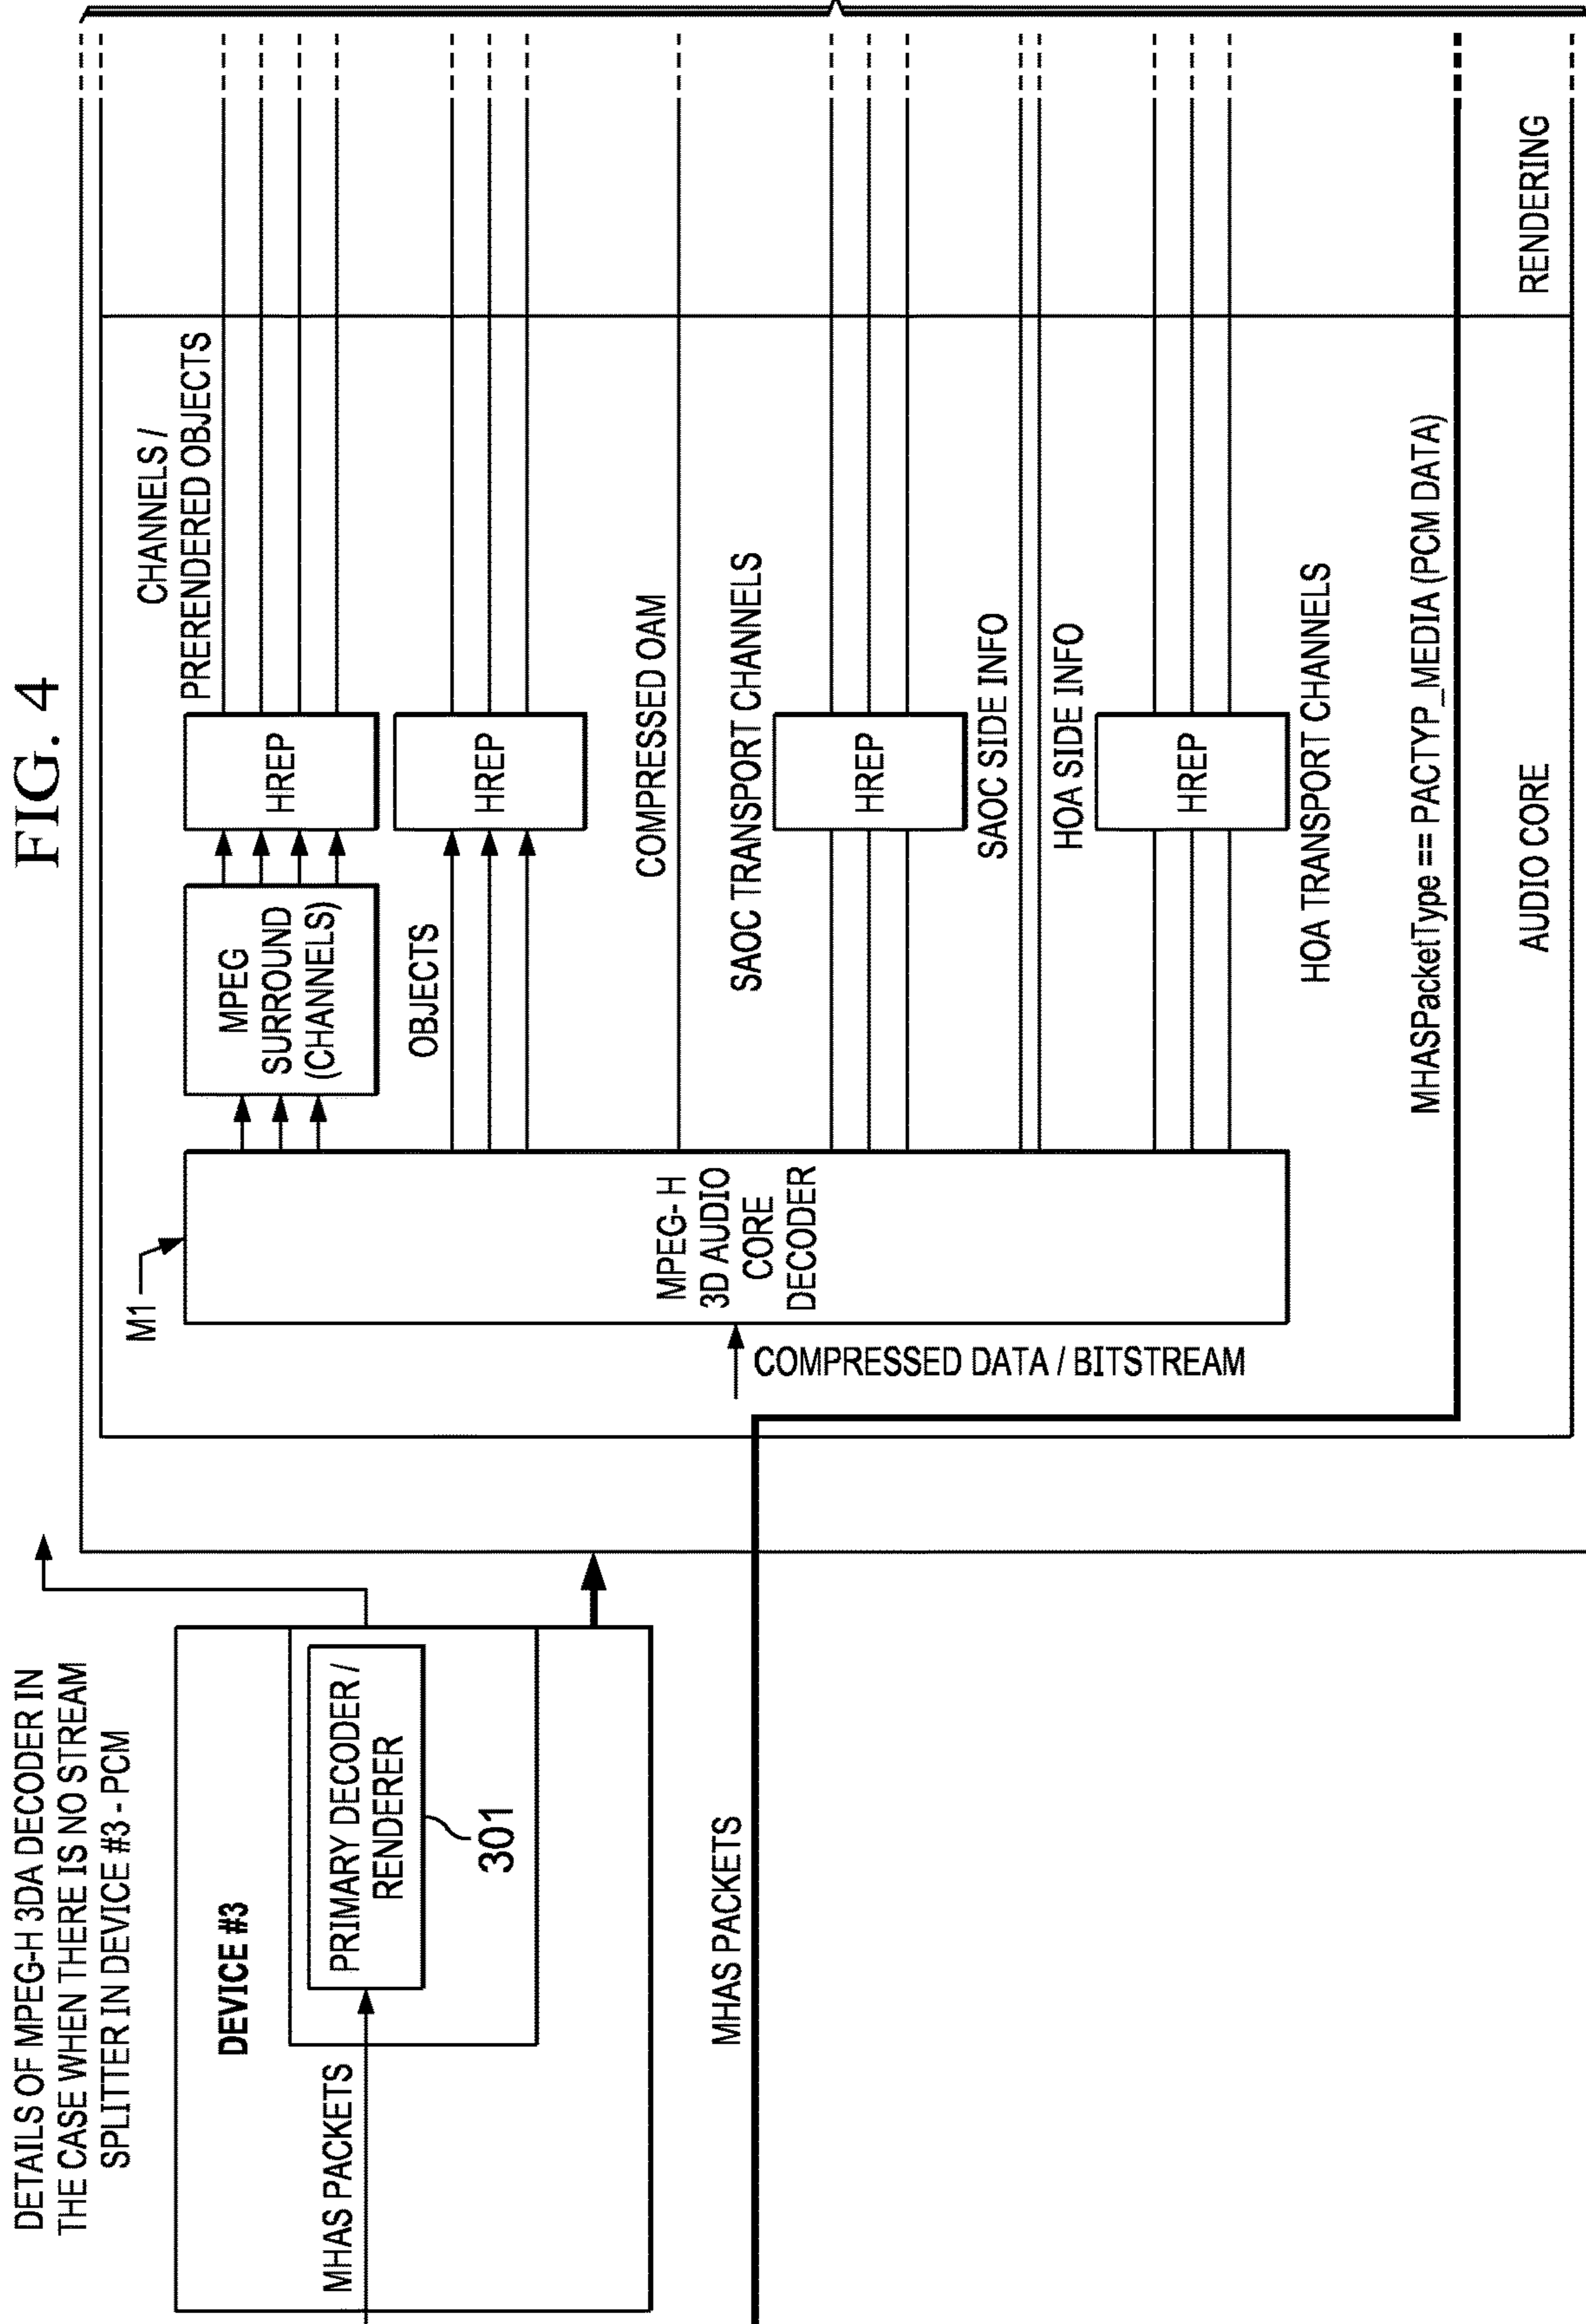 FIG. 4
DETAILS OF MPEG-H 3DA DECODER IN
THE CASE WHEN THERE IS NO STREAM
SPLITTER IN DEVICE #3 - PCM
DEVICE #3
MHAS PACKETS
PRIMARY DECODER /
RENDERER
301
MHAS PACKETS
M1
COMPRESSED DATA / BITSTREAM
MPEG- H
3D AUDIO
CORE
DECODER
MPEG
SURROUND
(CHANNELS)
OBJECTS
HREP
HREP
HREP
HREP
CHANNELS /
PRERENDERED OBJECTS
COMPRESSED OAM
SAOC TRANSPORT CHANNELS
SAOC SIDE INFO
HOA SIDE INFO
HOA TRANSPORT CHANNELS
MHASPacketType == PACTYP_MEDIA (PCM DATA)
AUDIO CORE
RENDERING